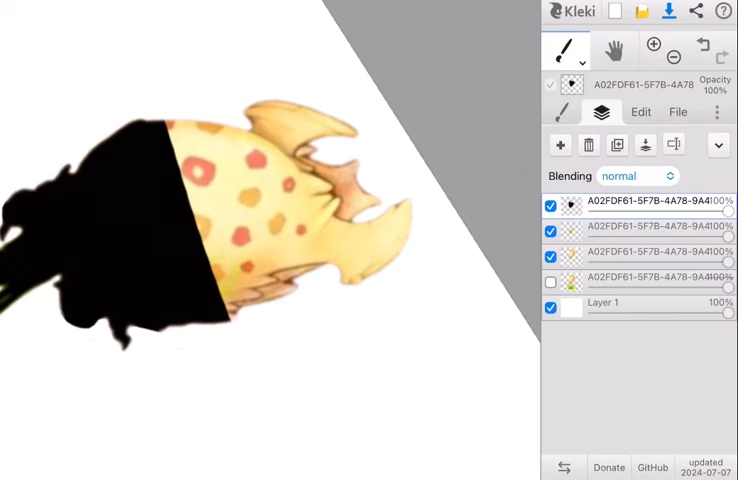 Kleki
A02FDF61-5F7B-4A78
Opacity
100%
Edit
File
Blending
normal
A02FDF61-5F7B-4A78-9A4 100%
A02FDF61-5F7B-4A78-9A4 100%
A02FDF61-5F7B-4A78-9A4 100%
A02FDF61-5F7B-4A78-9A4 100%
Layer 1 100%
Donate
GitHub
updated
2024-07-07